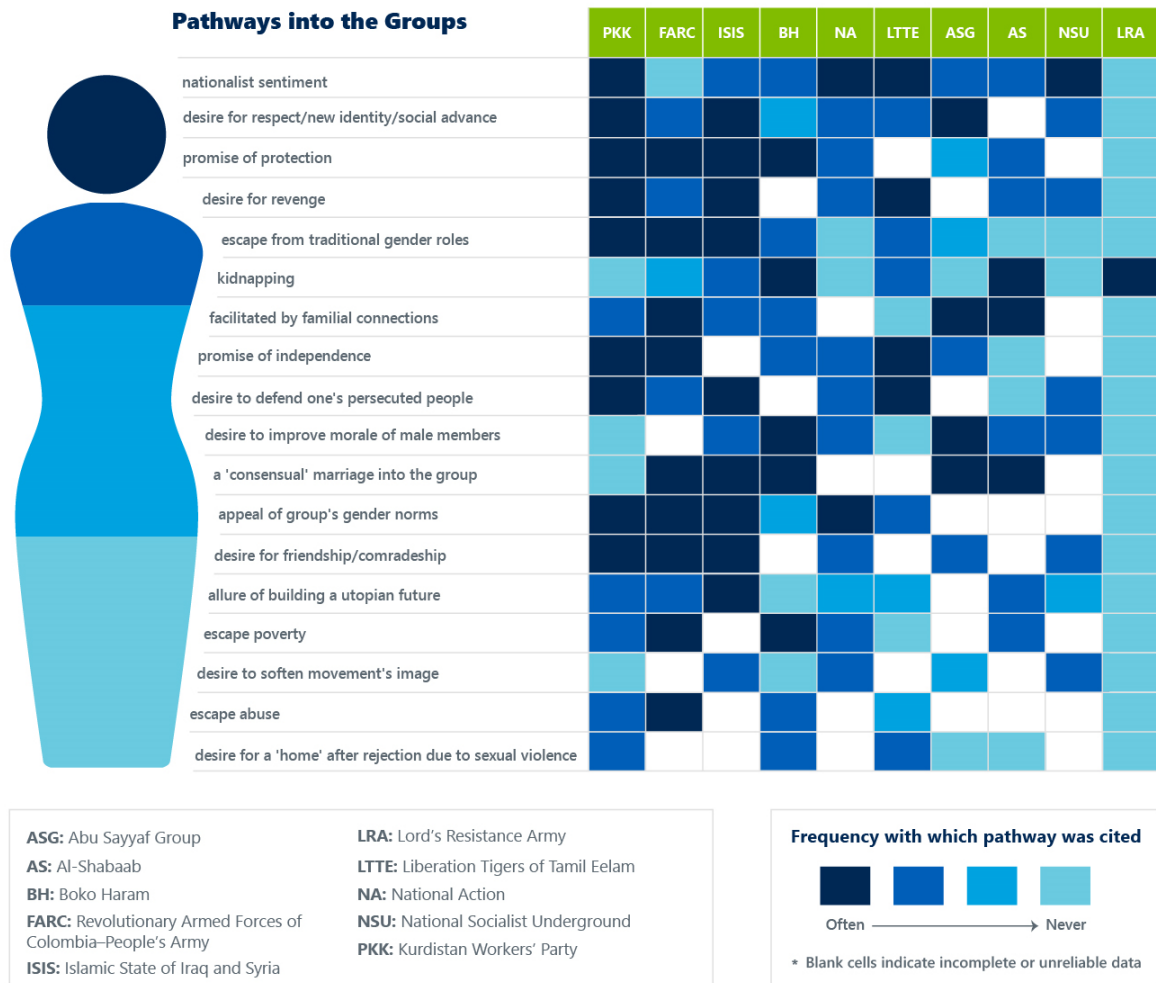 Pathways into the Groups
PKK FARC ISIS BH NA LTTE ASG AS NSU LRA
nationalist sentiment
desire for respect/new identity/social advance
promise of protection
desire for revenge
escape from traditional gender roles
kidnapping
facilitated by familial connections
promise of independence
desire to defend one's persecuted people
desire to improve morale of male members
a 'consensual' marriage into the group
appeal of group's gender norms
desire for friendship/comradeship
allure of building a utopian future
escape poverty
desire to soften movement's image
escape abuse
desire for a 'home' after rejection due to sexual violence
ASG: Abu Sayyaf Group
AS: Al-Shabaab
BH: Boko Haram
FARC: Revolutionary Armed Forces of
Colombia–People’s Army
ISIS: Islamic State of Iraq and Syria
LRA: Lord’s Resistance Army
LTTE: Liberation Tigers of Tamil Eelam
NA: National Action
NSU: National Socialist Underground
PKK: Kurdistan Workers’ Party
Frequency with which pathway was cited
Often Never
* Blank cells indicate incomplete or unreliable data